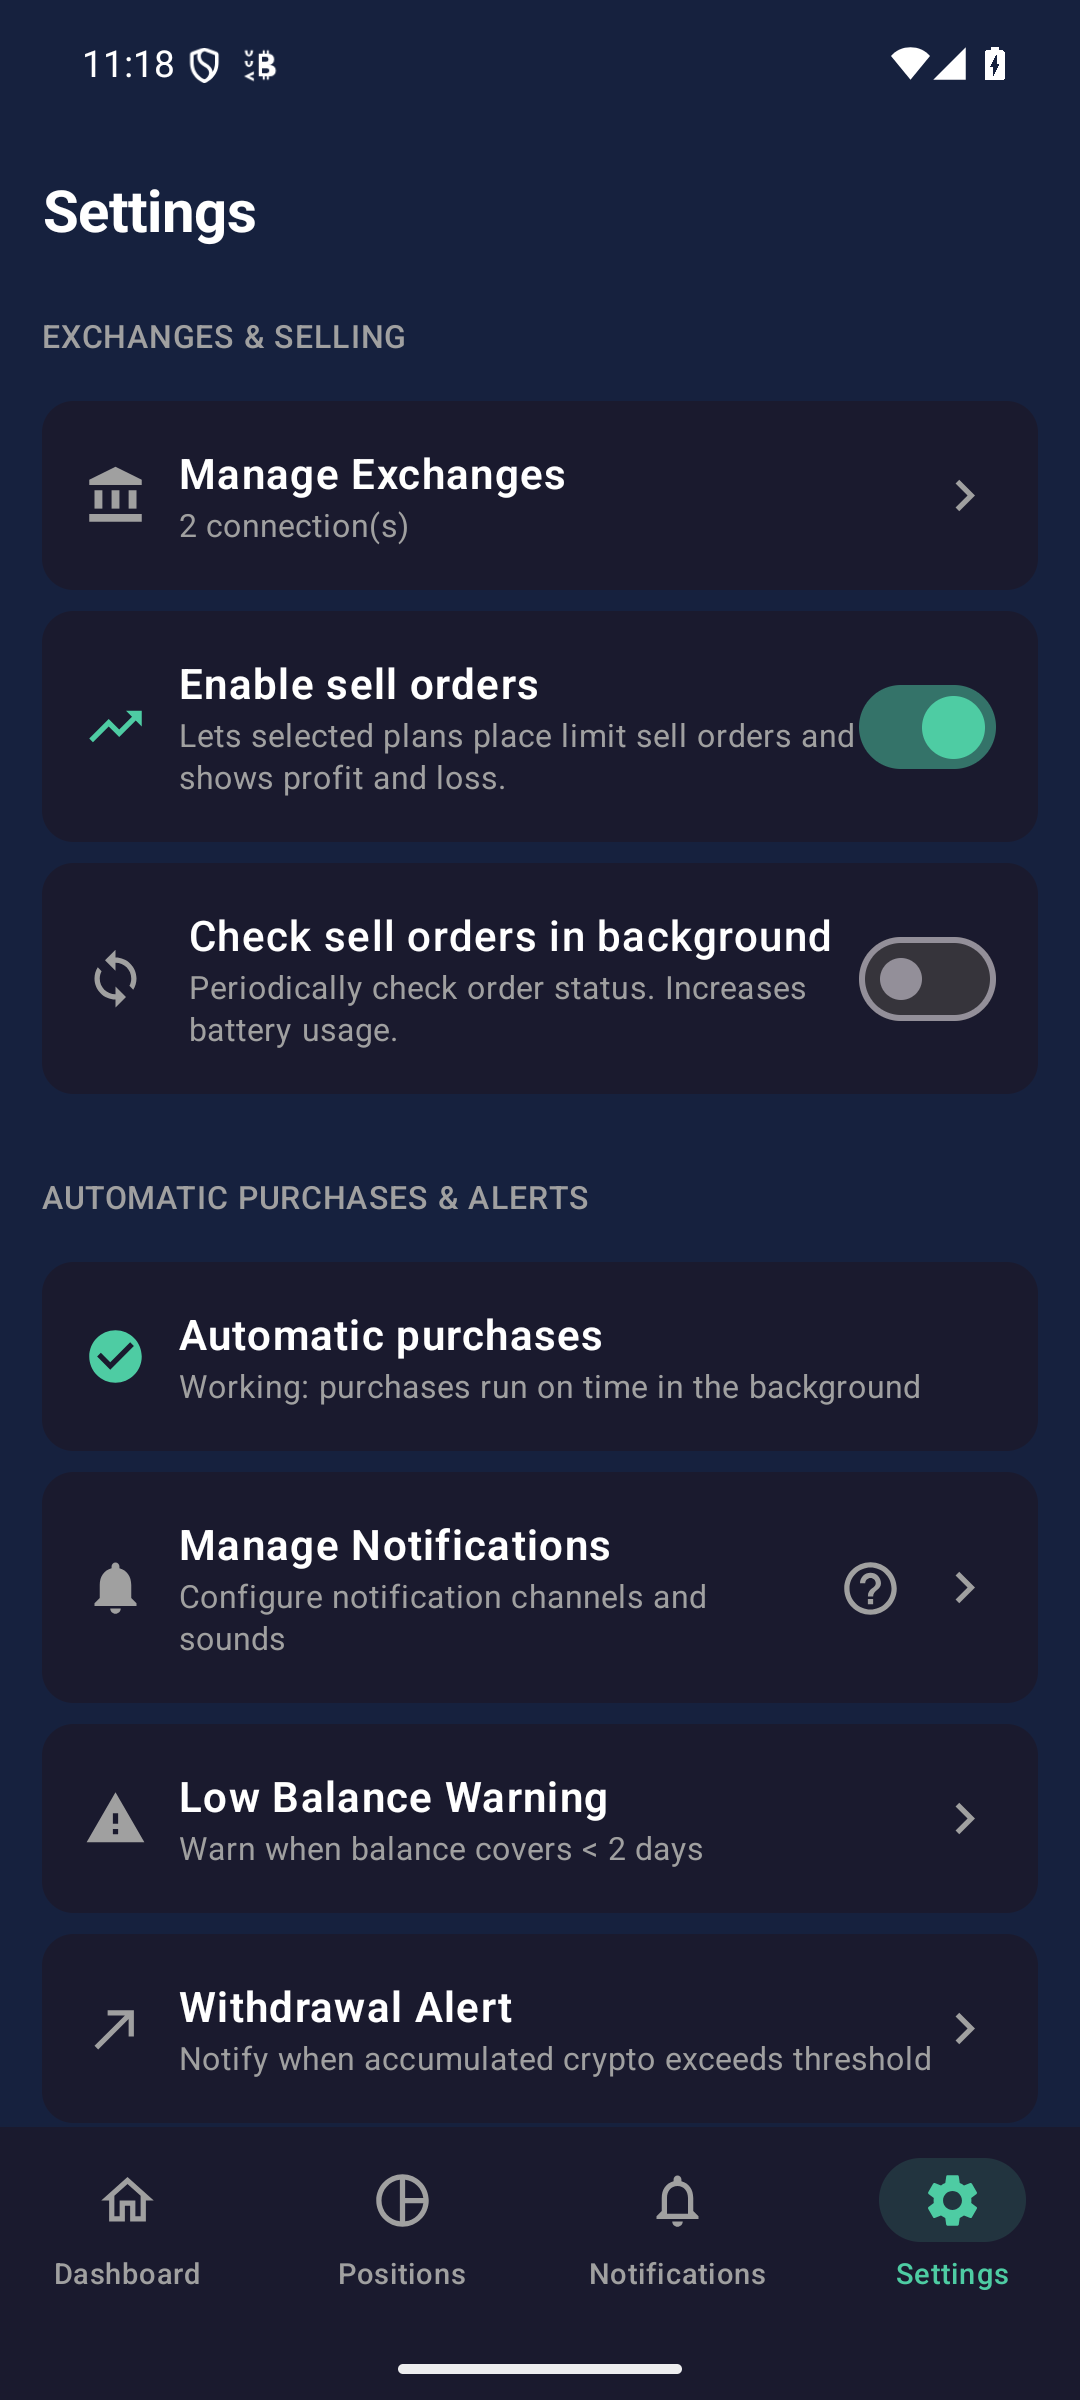 11:18
Settings
EXCHANGES & SELLING
Manage Exchanges
2 connection(s)
Enable sell orders
Lets selected plans place limit sell orders and
shows profit and loss.
Check sell orders in background
Periodically check order status. Increases
battery usage.
AUTOMATIC PURCHASES & ALERTS
Automatic purchases
Working: purchases run on time in the background
Manage Notifications
Configure notification channels and
sounds
Low Balance Warning
Warn when balance covers < 2 days
Withdrawal Alert
Notify when accumulated crypto exceeds threshold
Dashboard
Positions
Notifications
Settings